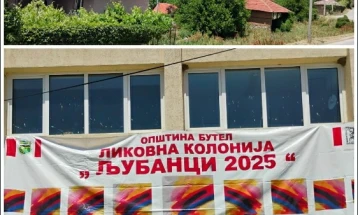 ОПШТИНА БУТЕЛ
ЛИКОВНА КОЛОНИЈА
„ ЉУБАНЦИ 2025 “